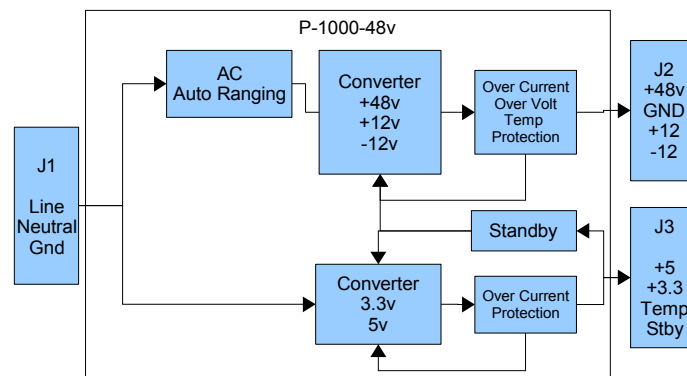 P-1000-48v
AC
Auto Ranging
Converter
+48v
+12v
-12v
Over Current
Over Volt
Temp
Protection
J2
+48v
GND
+12
-12
J1
Line
Neutral
Gnd
Standby
J3
+5
+3.3
Temp
Stby
Converter
3.3v
5v
Over Current
Protection